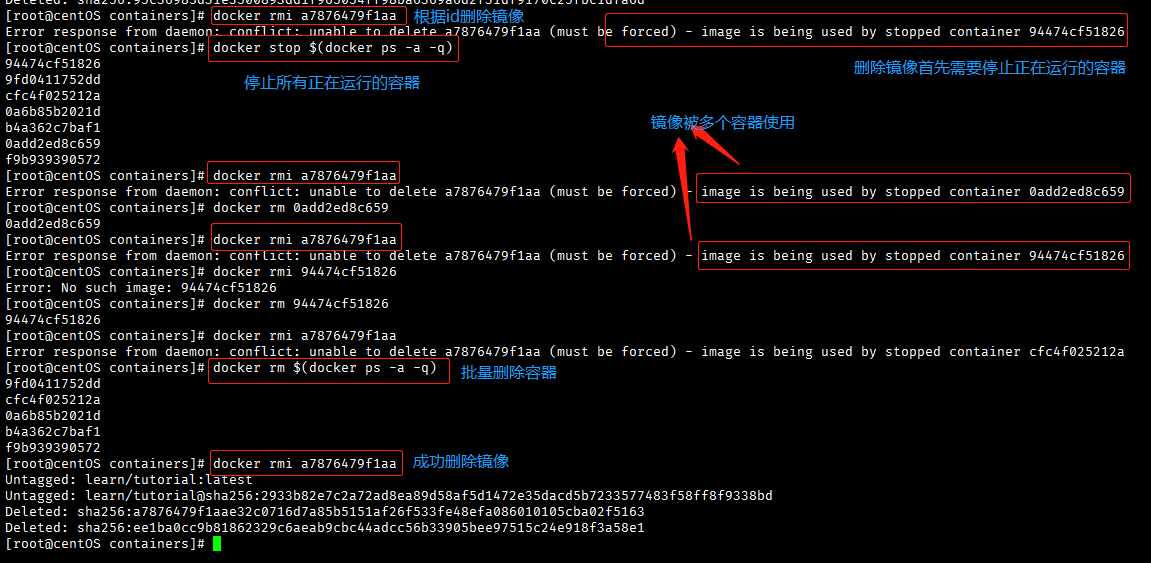 [root@centOS containers]# docker rmi a7876479f1aa 根据id删除镜像
Error response from daemon: conflict: unable to delete a7876479f1aa (must be forced) - image is being used by stopped container 94474cf51826
[root@centOS containers]# docker stop $(docker ps -a -q)
94474cf51826 删除镜像首先需要停止正在运行的容器
9fd0411752dd 停止所有正在运行的容器
cfc4f025212a
0a6b85b2021d
b4a362c7baf1 镜像被多个容器使用
0add2ed8c659
f9b939390572
[root@centOS containers]# docker rmi a7876479f1aa
Error response from daemon: conflict: unable to delete a7876479f1aa (must be forced) - image is being used by stopped container 0add2ed8c659
[root@centOS containers]# docker rm 0add2ed8c659
0add2ed8c659
[root@centOS containers]# docker rmi a7876479f1aa
Error response from daemon: conflict: unable to delete a7876479f1aa (must be forced) - image is being used by stopped container 94474cf51826
[root@centOS containers]# docker rmi 94474cf51826
Error: No such image: 94474cf51826
[root@centOS containers]# docker rm 94474cf51826
94474cf51826
[root@centOS containers]# docker rmi a7876479f1aa
Error response from daemon: conflict: unable to delete a7876479f1aa (must be forced) - image is being used by stopped container cfc4f025212a
[root@centOS containers]# docker rm $(docker ps -a -q) 批量删除容器
9fd0411752dd
cfc4f025212a
0a6b85b2021d
b4a362c7baf1
f9b939390572
[root@centOS containers]# docker rmi a7876479f1aa 成功删除镜像
Untagged: learn/tutorial:latest
Untagged: learn/tutorial@sha256:2933b82e7c2a72ad8ea89d58af5d1472e35dacd5b7233577483f58ff8f9338bd
Deleted: sha256:a7876479f1aae32c0716d7a85b5151af26f533fe48efa086010105cba02f5163
Deleted: sha256:ee1ba0cc9b81862329c6aeab9cbc44adcc56b33905bee97515c24e918f3a58e1
[root@centOS containers]#